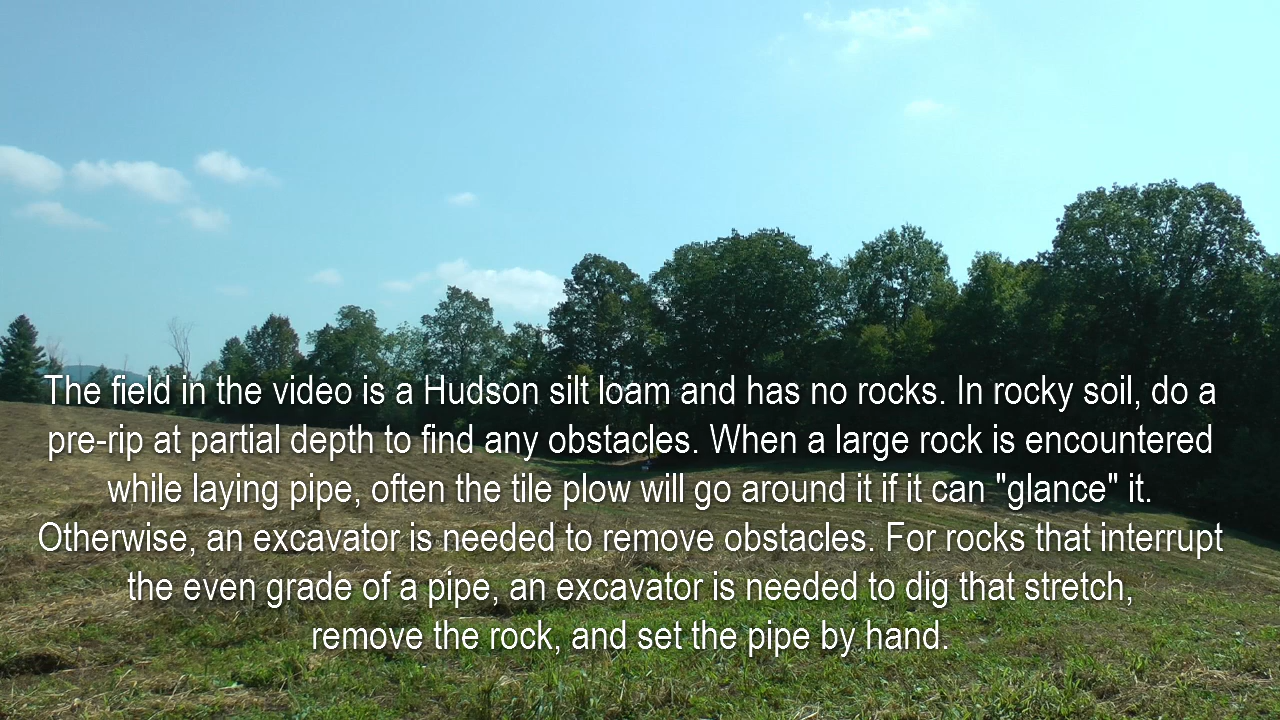 The field in the video is a Hudson silt loam and has no rocks. In rocky soil, do a
pre-rip at partial depth to find any obstacles. When a large rock is encountered
while laying pipe, often the tile plow will go around it if it can "glance" it.
Otherwise, an excavator is needed to remove obstacles. For rocks that interrupt
the even grade of a pipe, an excavator is needed to dig that stretch,
remove the rock, and set the pipe by hand.